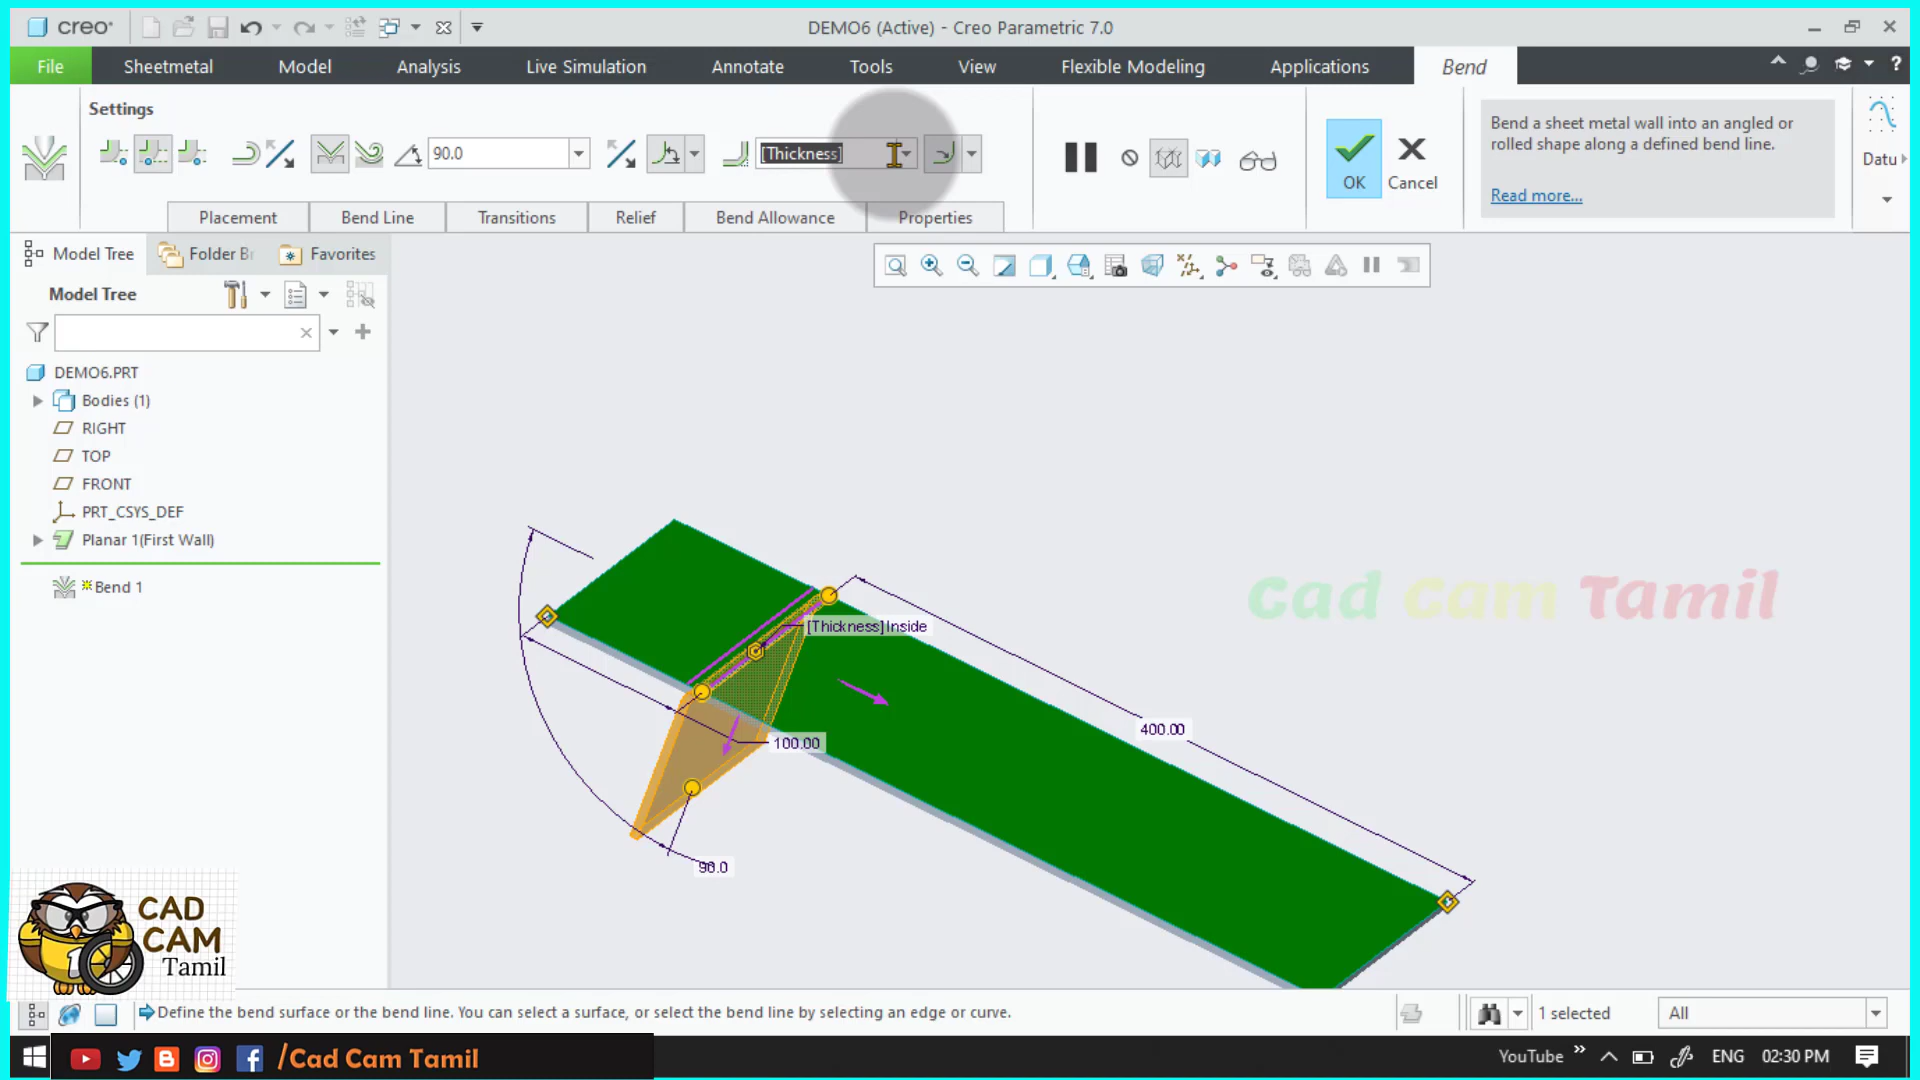 creo®
DEMO6 (Active) - Creo Parametric 7.0
File
Sheetmetal
Model
Analysis
Live Simulation
Annotate
Tools
View
Flexible Modeling
Applications
Bend
Settings
90.0
[Thickness]
OK
Cancel
Bend a sheet metal wall into an angled or
rolled shape along a defined bend line.
Read more...
Datu
Placement
Bend Line
Transitions
Relief
Bend Allowance
Properties
Model Tree
Folder Br
Favorites
Model Tree
DEMO6.PRT
Bodies (1)
RIGHT
TOP
FRONT
PRT_CSYS_DEF
Planar 1(First Wall)
Bend 1
[Thickness]Inside
400.00
100.00
90.0
Cad Cam Tamil
CAD
CAM
Tamil
Define the bend surface or the bend line. You can select a surface, or select the bend line by selecting an edge or curve.
1 selected
All
/Cad Cam Tamil
YouTube
ENG
02:30 PM